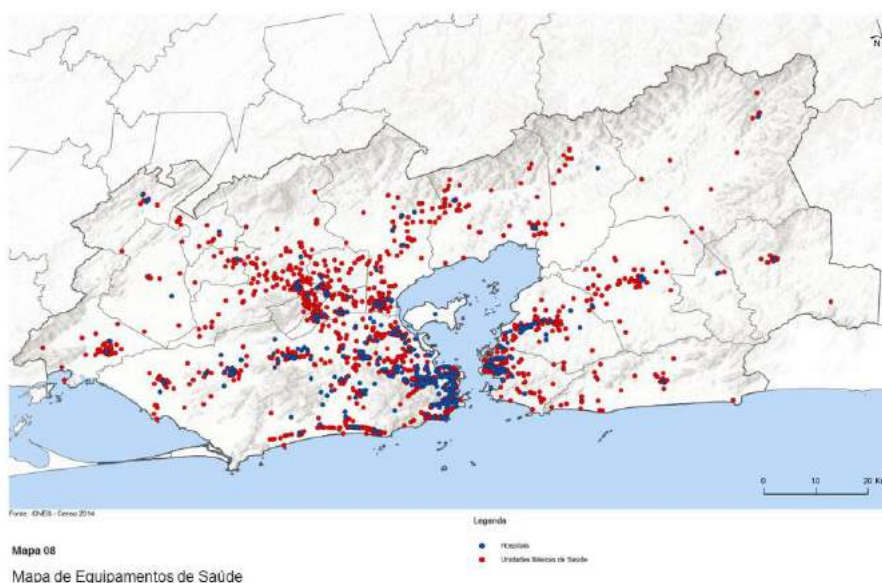 N
0 10 20 Km
Fonte: CNES - Censo 2014
Legenda
Hospitais
Unidades Básicas de Saúde
Mapa 08
Mapa de Equipamentos de Saúde